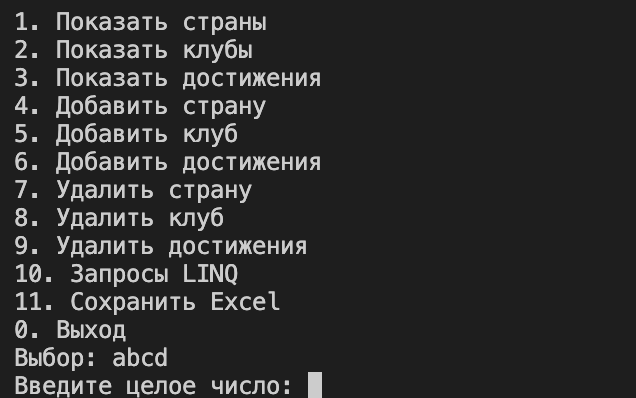 1. Показать страны
2. Показать клубы
3. Показать достижения
4. Добавить страну
5. Добавить клуб
6. Добавить достижения
7. Удалить страну
8. Удалить клуб
9. Удалить достижения
10. Запросы LINQ
11. Сохранить Excel
0. Выход
Выбор: abcd
Введите целое число: